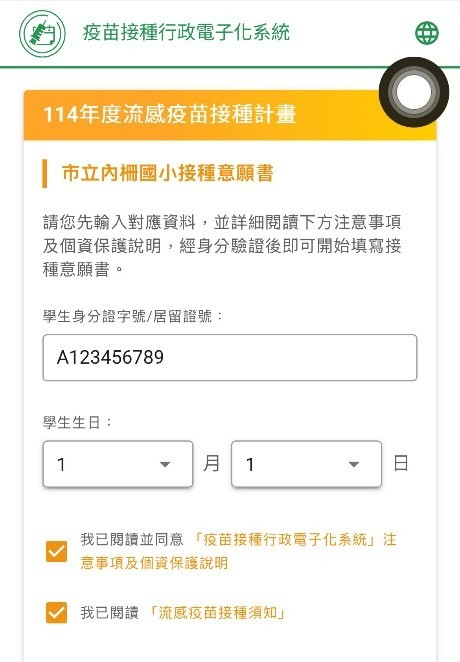 疫苗接種行政電子化系統
114年度流感疫苗接種計畫
市立內柵國小接種意願書
請您先輸入對應資料，並詳細閱讀下方注意事項
及個資保護說明，經身分驗證後即可開始填寫接
種意願書。
學生身分證字號/居留證號：
A123456789
學生生日：
1 月 1 日
我已閱讀並同意 「疫苗接種行政電子化系統」注
意事項及個資保護說明
我已閱讀 「流感疫苗接種須知」